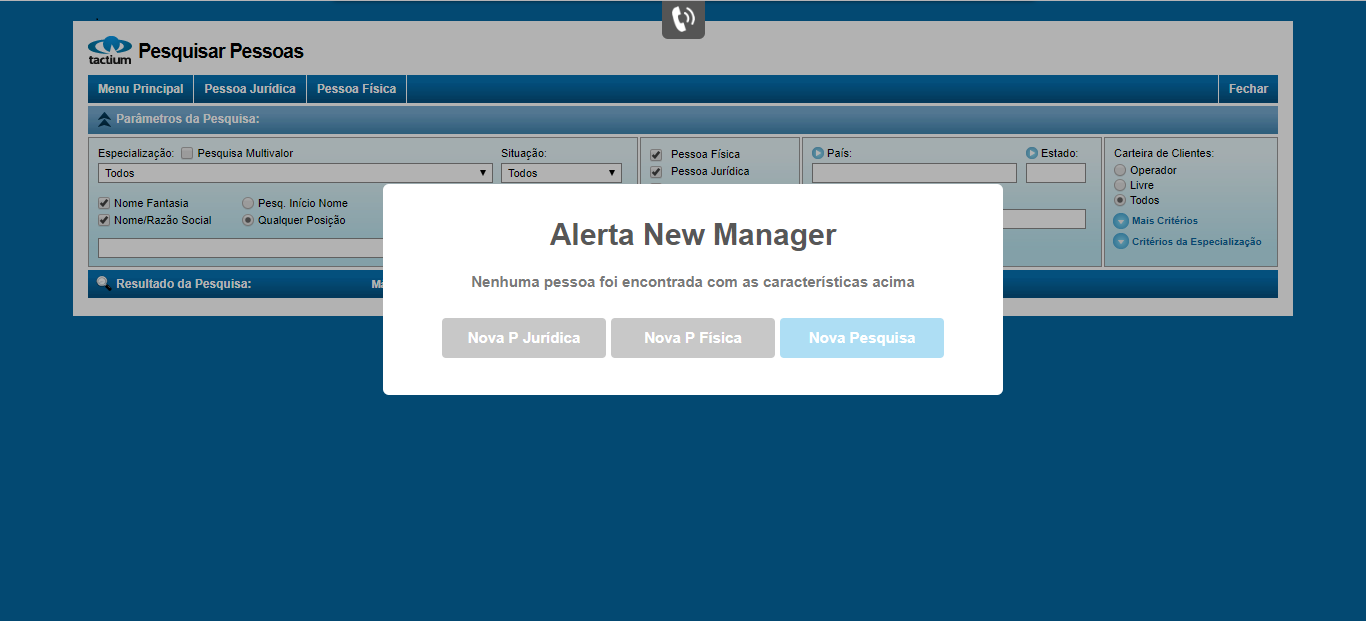 tactium
Pesquisar Pessoas
Menu Principal
Pessoa Jurídica
Pessoa Física
Fechar
Parâmetros da Pesquisa:
Especialização:
Pesquisa Multivalor
Situação:
Todos
Todos
Pessoa Física
Pessoa Jurídica
País:
Estado:
Carteira de Clientes:
Operador
Livre
Todos
Nome Fantasia
Pesq. Início Nome
Nome/Razão Social
Qualquer Posição
Mais Critérios
Critérios da Especialização
Resultado da Pesquisa:
Alerta New Manager
Nenhuma pessoa foi encontrada com as características acima
Nova P Jurídica
Nova P Física
Nova Pesquisa